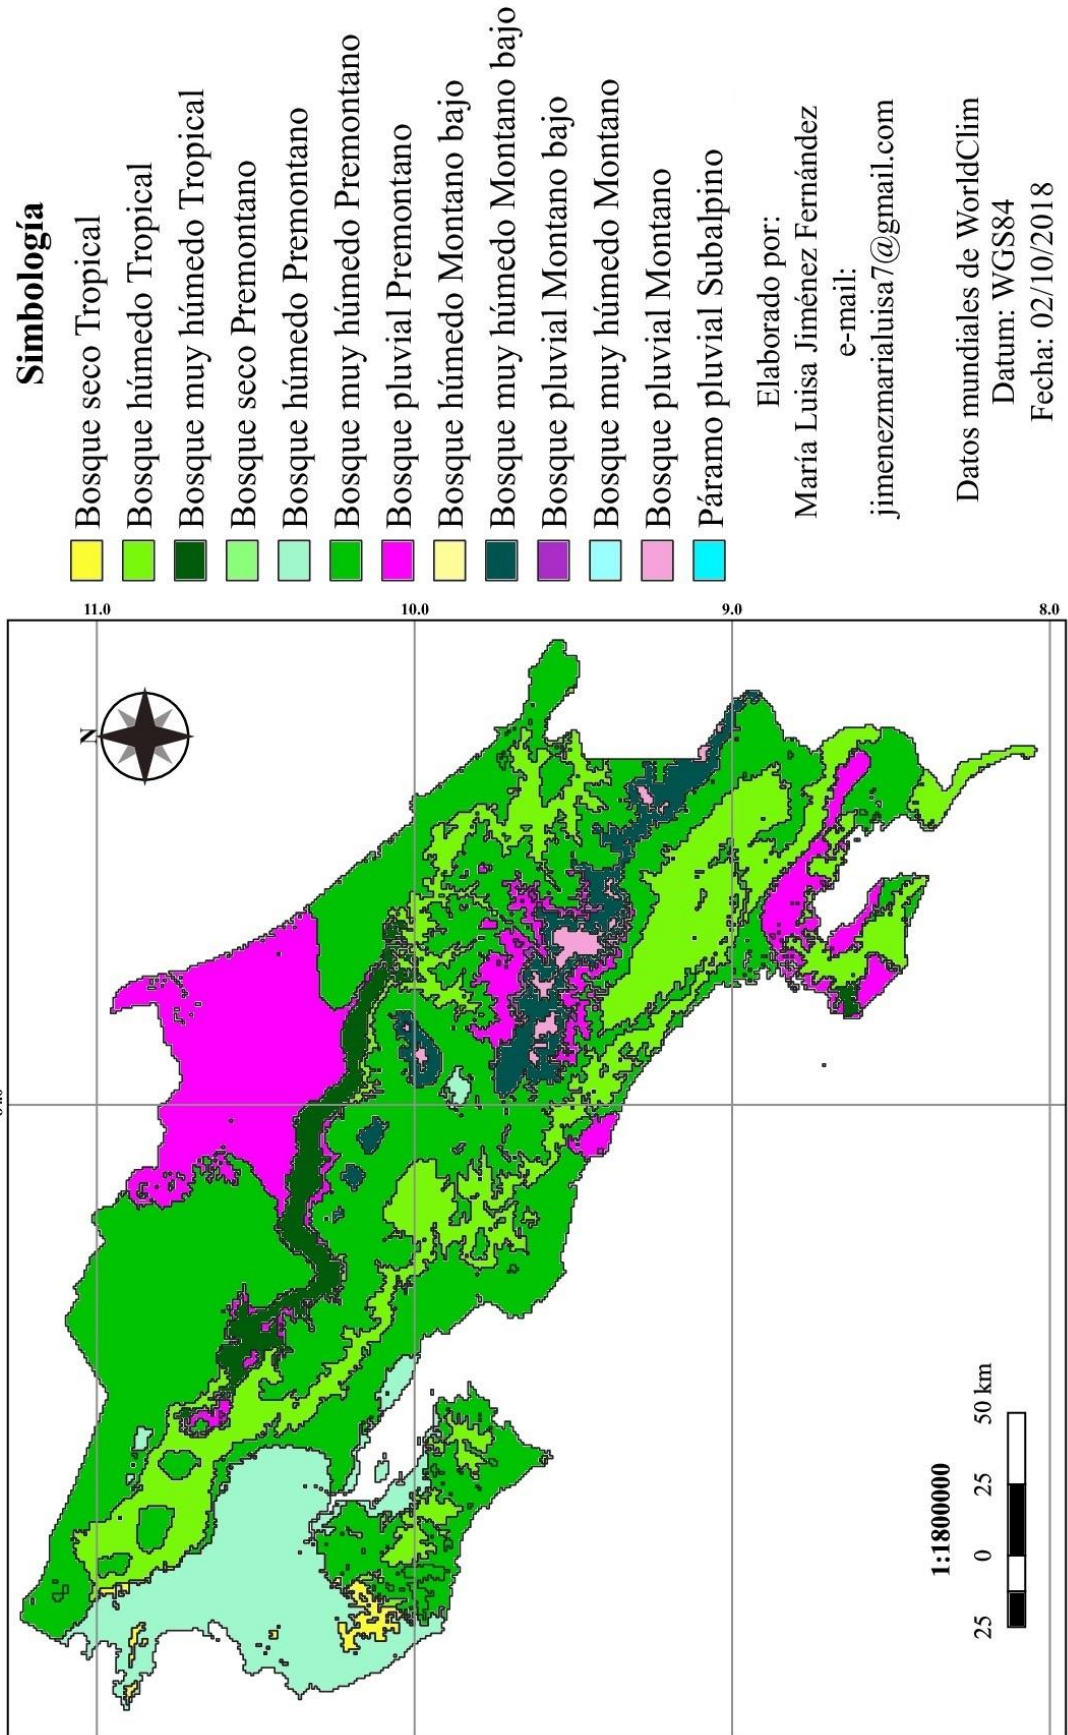 Simbología
Bosque seco Tropical
Bosque húmedo Tropical
Bosque muy húmedo Tropical
Bosque seco Premontano
Bosque húmedo Premontano
Bosque muy húmedo Premontano
Bosque pluvial Premontano
Bosque húmedo Montano bajo
Bosque muy húmedo Montano bajo
Bosque pluvial Montano bajo
Bosque muy húmedo Montano
Bosque pluvial Montano
Páramo pluvial Subalpino
Elaborado por:
María Luisa Jiménez Fernández
e-mail:
jimenezmarialuisa7@gmail.com
Datos mundiales de WorldClim
Datum: WGS84
Fecha: 02/10/2018
N
11.0
10.0
9.0
8.0
1:1800000
25 0 25 50 km